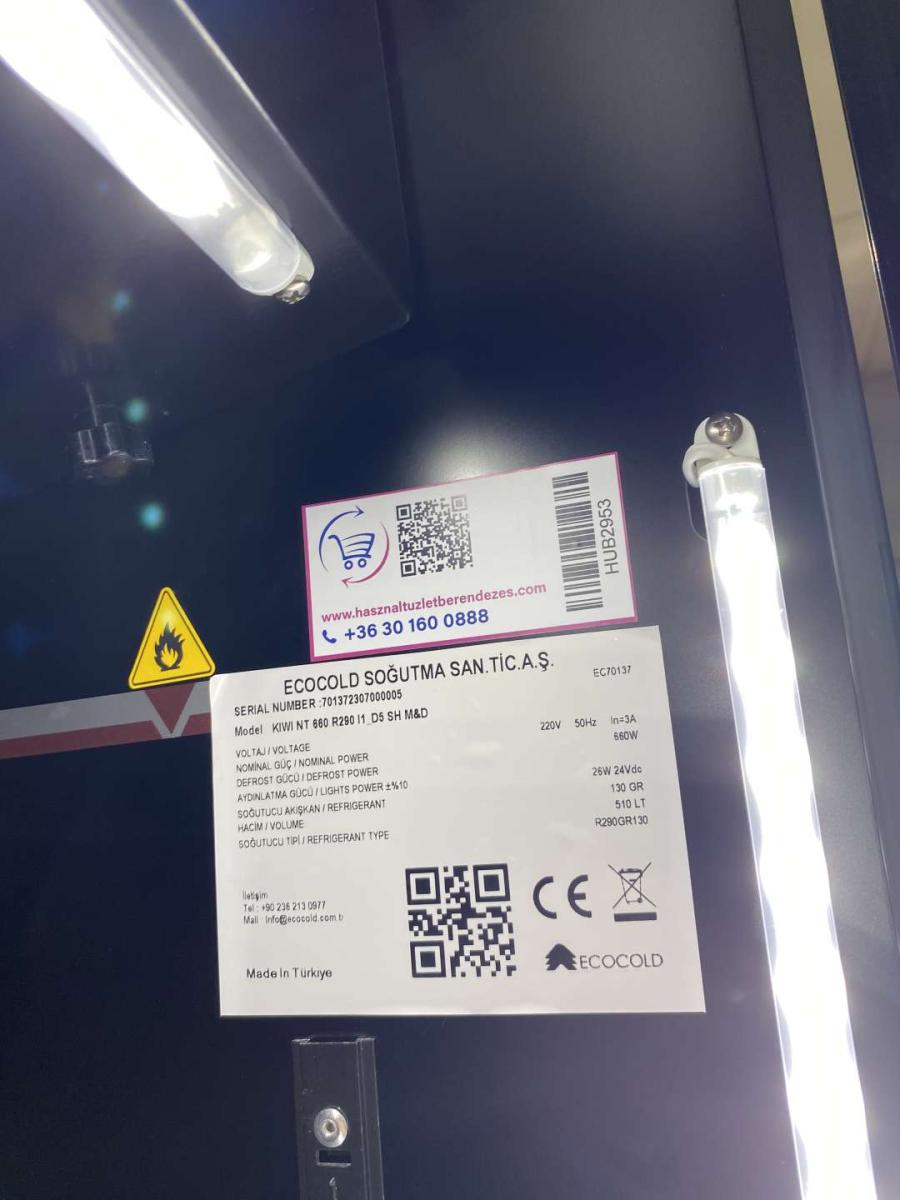 HUB2953
www.hasznaltuzletberendezes.com
+36 30 160 0888
ECOCOLD SOĞUTMA SAN.TİC.A.Ş.
EC70137
SERIAL NUMBER :701372307000005
Model KIWI NT 660 R290 I1_D5 SH M&D
VOLTAJ / VOLTAGE 220V 50Hz In=3A
NOMİNAL GÜÇ / NOMINAL POWER 660W
DEFROST GÜCÜ / DEFROST POWER
AYDINLATMA GÜCÜ / LIGHTS POWER ±%10 26W 24Vdc
SOĞUTUCU AKIŞKAN / REFRIGERANT 130 GR
HACİM / VOLUME 510 LT
SOĞUTUCU TİPİ / REFRIGERANT TYPE R290GR130
İletişim
Tel : +90 236 213 0977
Mail : Info@ecocold.com.tr
Made In Türkiye
CE
ECOCOLD